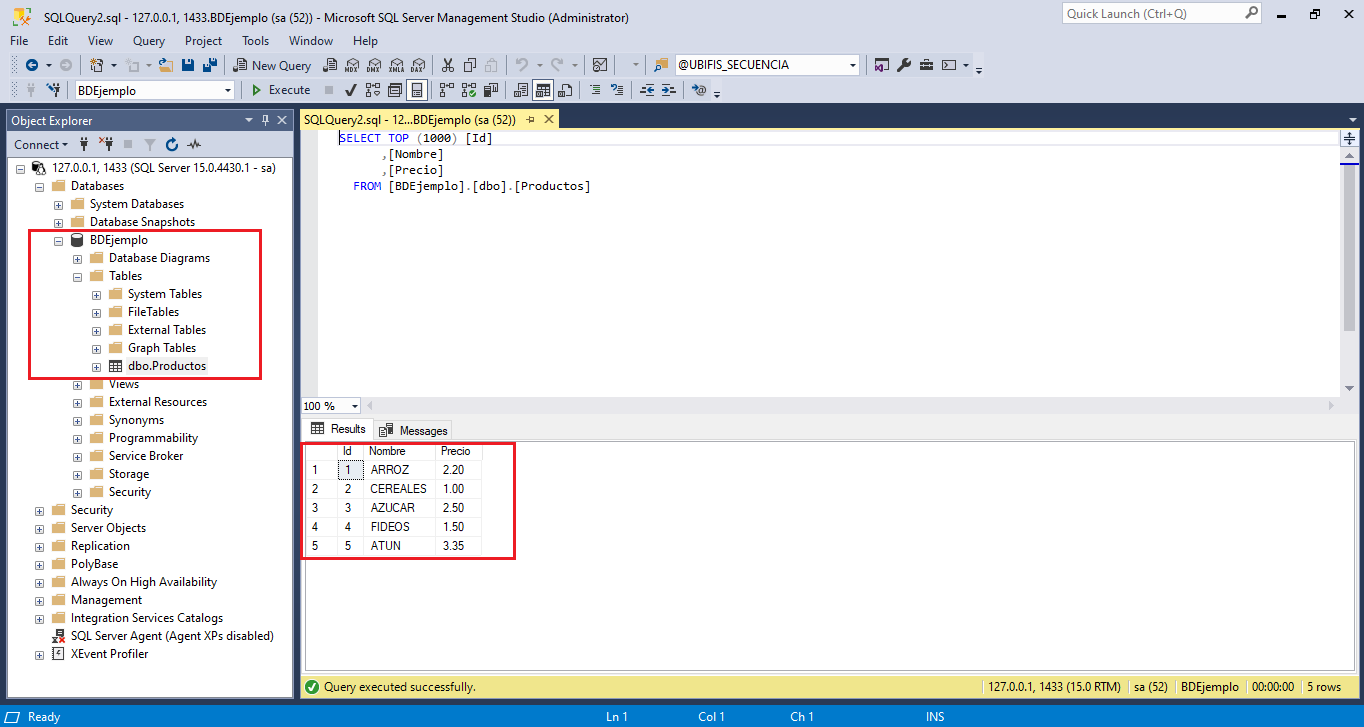 SQLQuery2.sql - 127.0.0.1, 1433.BDEjemplo (sa (52)) - Microsoft SQL Server Management Studio (Administrator)
Quick Launch (Ctrl+Q)
File Edit View Query Project Tools Window Help
New Query
MDX DMX XMLA DAX
@UBIFIS_SECUENCIA
BDEjemplo
Execute
Object Explorer
Connect
127.0.0.1, 1433 (SQL Server 15.0.4430.1 - sa)
Databases
System Databases
Database Snapshots
BDEjemplo
Database Diagrams
Tables
System Tables
FileTables
External Tables
Graph Tables
dbo.Productos
Views
External Resources
Synonyms
Programmability
Service Broker
Storage
Security
Security
Server Objects
Replication
PolyBase
Always On High Availability
Management
Integration Services Catalogs
SQL Server Agent (Agent XPs disabled)
XEvent Profiler
SQLQuery2.sql - 12...BDEjemplo (sa (52))
SELECT TOP (1000) [Id]
,[Nombre]
,[Precio]
FROM [BDEjemplo].[dbo].[Productos]
100 %
Results Messages
Id Nombre Precio
1 1 ARROZ 2.20
2 2 CEREALES 1.00
3 3 AZUCAR 2.50
4 4 FIDEOS 1.50
5 5 ATUN 3.35
Query executed successfully.
127.0.0.1, 1433 (15.0 RTM) sa (52) BDEjemplo 00:00:00 5 rows
Ready
Ln 1 Col 1 Ch 1 INS